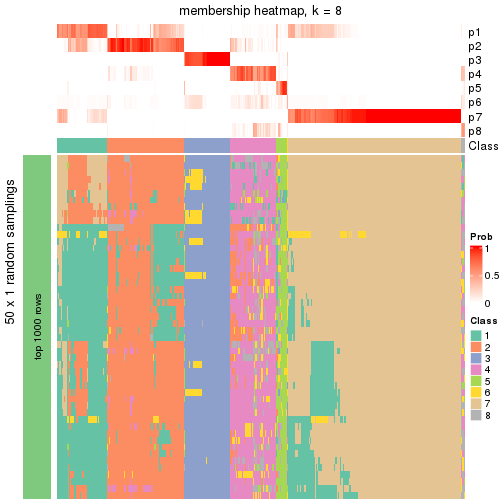 membership heatmap, k = 8
p1
p2
p3
p4
p5
p6
p7
p8
Class
50 x 1 random samplings
top 1000 rows
Prob
1
0.5
0
Class
1
2
3
4
5
6
7
8